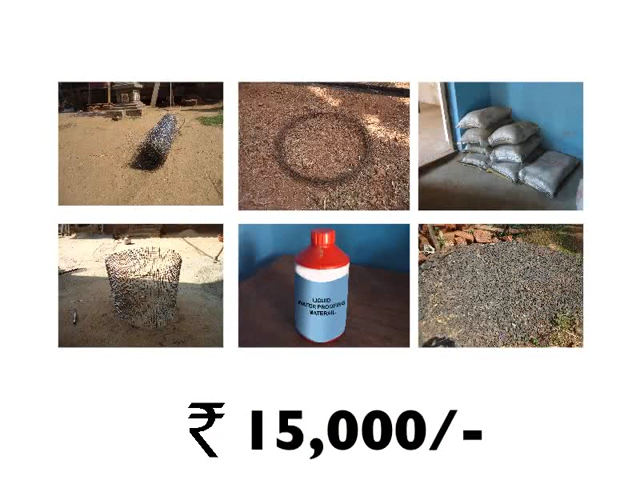 LIQUID
WATER PROOFING
MATERIAL
₹ 15,000/-